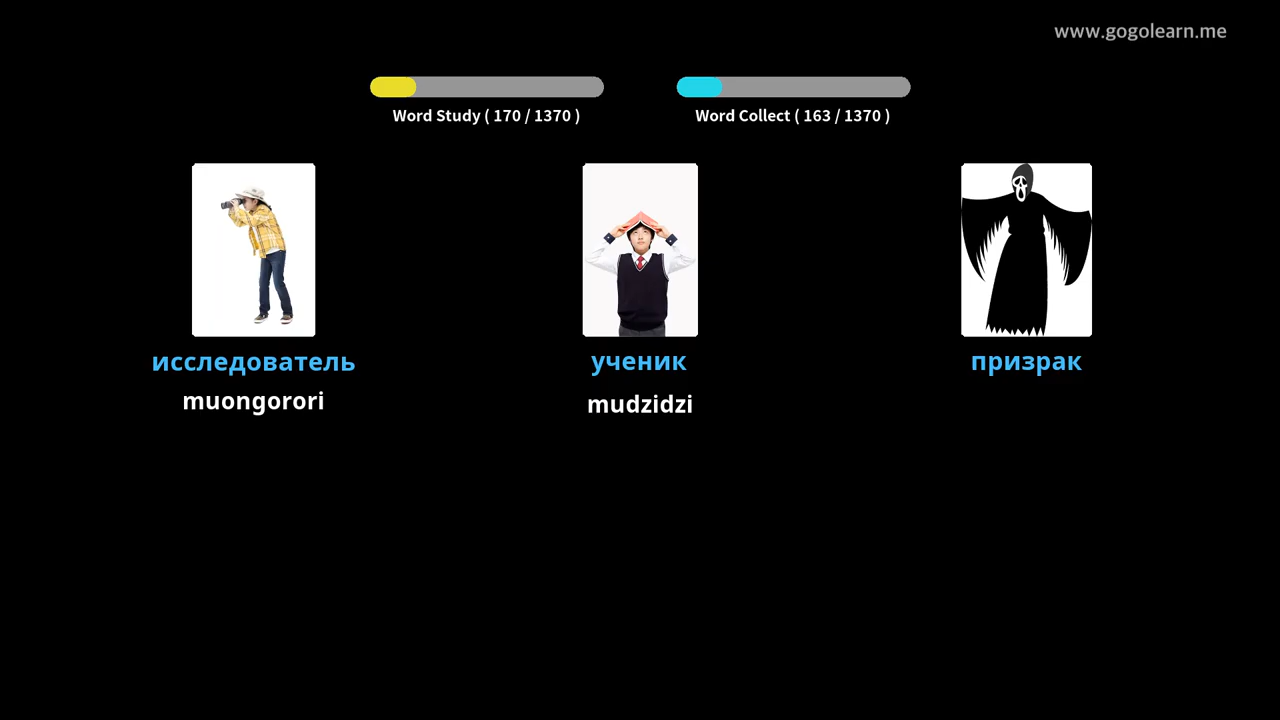 www.gogolearn.me
Word Study ( 170 / 1370 )
Word Collect ( 163 / 1370 )
исследователь
ученик
призрак
muongorori
mudzidzi